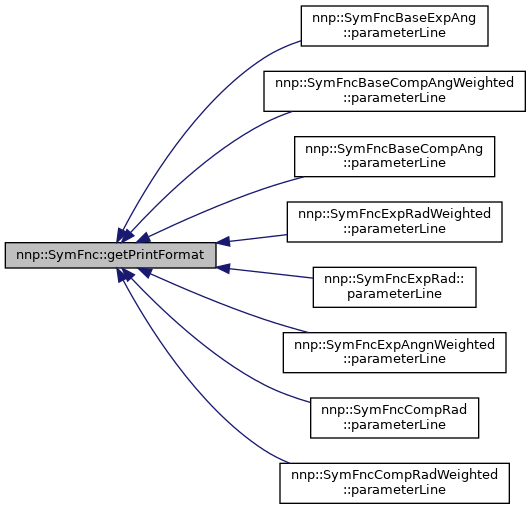 nnp::SymFncBaseExpAng
::parameterLine
nnp::SymFncBaseCompAngWeighted
::parameterLine
nnp::SymFncBaseCompAng
::parameterLine
nnp::SymFncExpRadWeighted
::parameterLine
nnp::SymFnc::getPrintFormat
nnp::SymFncExpRad::
parameterLine
nnp::SymFncExpAngnWeighted
::parameterLine
nnp::SymFncCompRad
::parameterLine
nnp::SymFncCompRadWeighted
::parameterLine